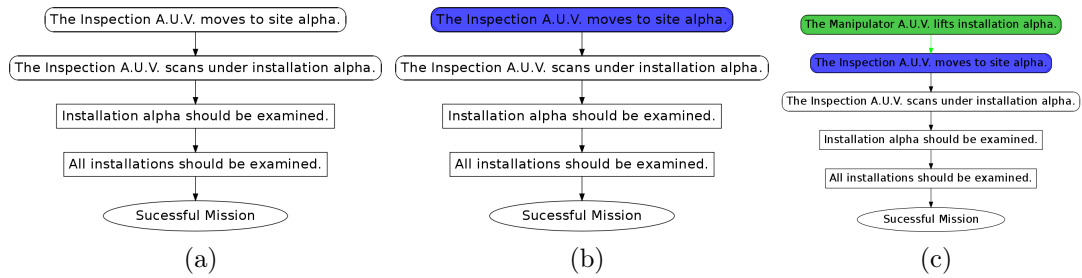 The Inspection A.U.V. moves to site alpha.
The Inspection A.U.V. scans under installation alpha.
Installation alpha should be examined.
All installations should be examined.
Sucessful Mission
(a)
The Inspection A.U.V. moves to site alpha.
The Inspection A.U.V. scans under installation alpha.
Installation alpha should be examined.
All installations should be examined.
Sucessful Mission
(b)
The Manipulator A.U.V. lifts installation alpha.
The Inspection A.U.V. moves to site alpha.
The Inspection A.U.V. scans under installation alpha.
Installation alpha should be examined.
All installations should be examined.
Sucessful Mission
(c)